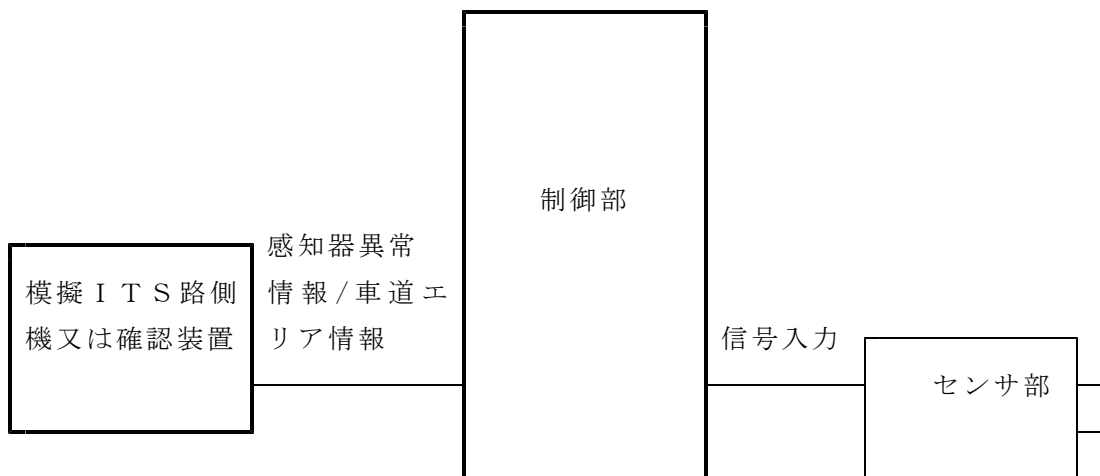 制御部
感知器異常
情報/車道エ
リア情報
模擬ＩＴＳ路側
機又は確認装置
信号入力
センサ部